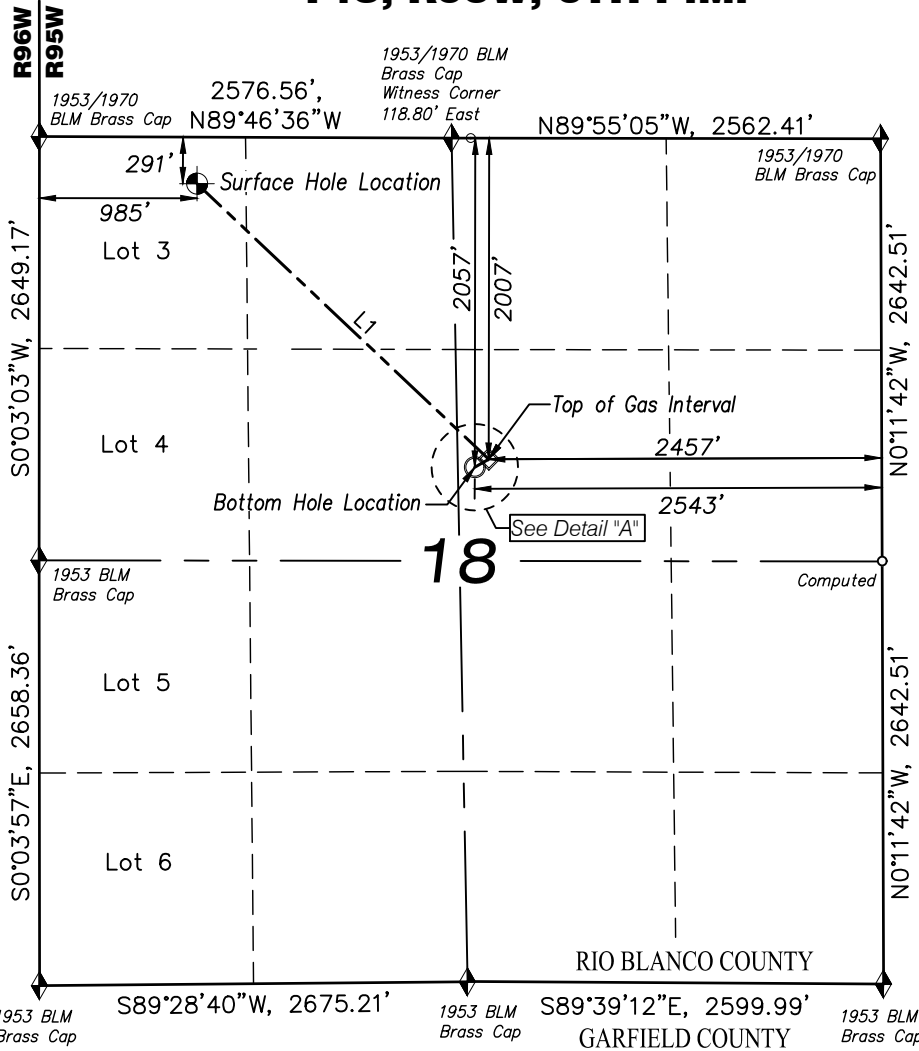 R96W
R95W
1953/1970
BLM Brass Cap
2576.56',
N89°46'36"W
1953/1970 BLM
Brass Cap
Witness Corner
118.80' East
N89°55'05"W, 2562.41'
1953/1970
BLM Brass Cap
291'
Surface Hole Location
985'
Lot 3
S0°03'03"W, 2649.17'
N0°11'42"W, 2642.51'
2057'
2007'
L1
Top of Gas Interval
Lot 4
2457'
Bottom Hole Location
2543'
See Detail "A"
18
1953 BLM
Brass Cap
Computed
Lot 5
S0°03'57"E, 2658.36'
N0°11'42"W, 2642.51'
Lot 6
RIO BLANCO COUNTY
S89°28'40"W, 2675.21'
S89°39'12"E, 2599.99'
1953 BLM
Brass Cap
1953 BLM
Brass Cap
GARFIELD COUNTY
1953 BLM
Brass Cap